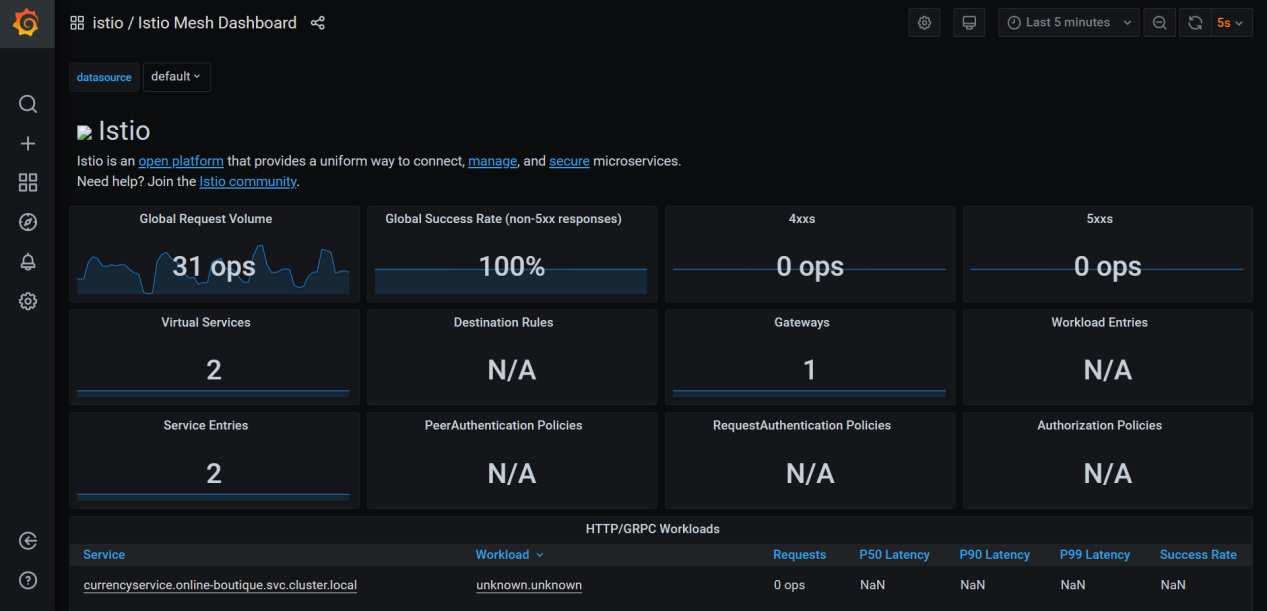 istio / Istio Mesh Dashboard
Last 5 minutes
5s
datasource
default
Istio
Istio is an open platform that provides a uniform way to connect, manage, and secure microservices.
Need help? Join the Istio community.
Global Request Volume
31 ops
Global Success Rate (non-5xx responses)
100%
4xxs
0 ops
5xxs
0 ops
Virtual Services
2
Destination Rules
N/A
Gateways
1
Workload Entries
N/A
Service Entries
2
PeerAuthentication Policies
N/A
RequestAuthentication Policies
N/A
Authorization Policies
N/A
HTTP/GRPC Workloads
Service Workload Requests P50 Latency P90 Latency P99 Latency Success Rate
currencyservice.online-boutique.svc.cluster.local unknown.unknown 0 ops NaN NaN NaN NaN